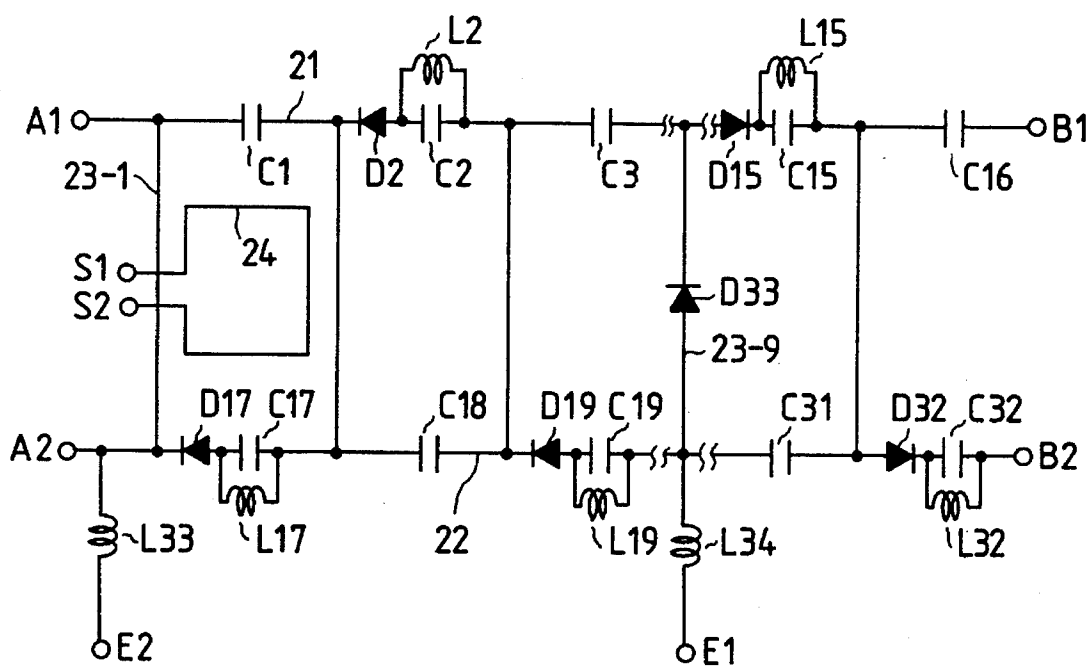 L2
L15
21
A1
B1
C1
D2
C2
C3
D15
C15
C16
23-1
24
S1
S2
D33
23-9
D17
C17
C18
D19
C19
C31
D32
C32
A2
B2
L33
L17
22
L19
L34
L32
E2
E1